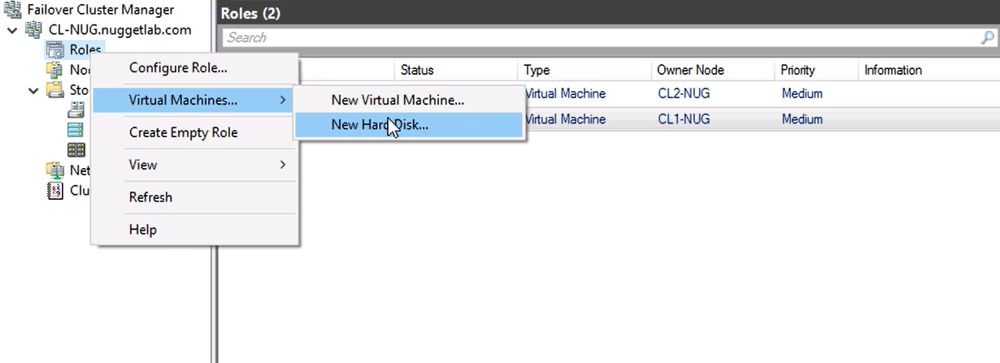 Failover Cluster Manager
CL-NUG.nuggetlab.com
Roles
Sto
Roles (2)
Search
Status Type Owner Node Priority Information
Virtual Machine CL2-NUG Medium
Virtual Machine CL1-NUG Medium
Configure Role...
Virtual Machines...
Create Empty Role
View
Refresh
Help
New Virtual Machine...
New Hard Disk...
No
Net
Clu